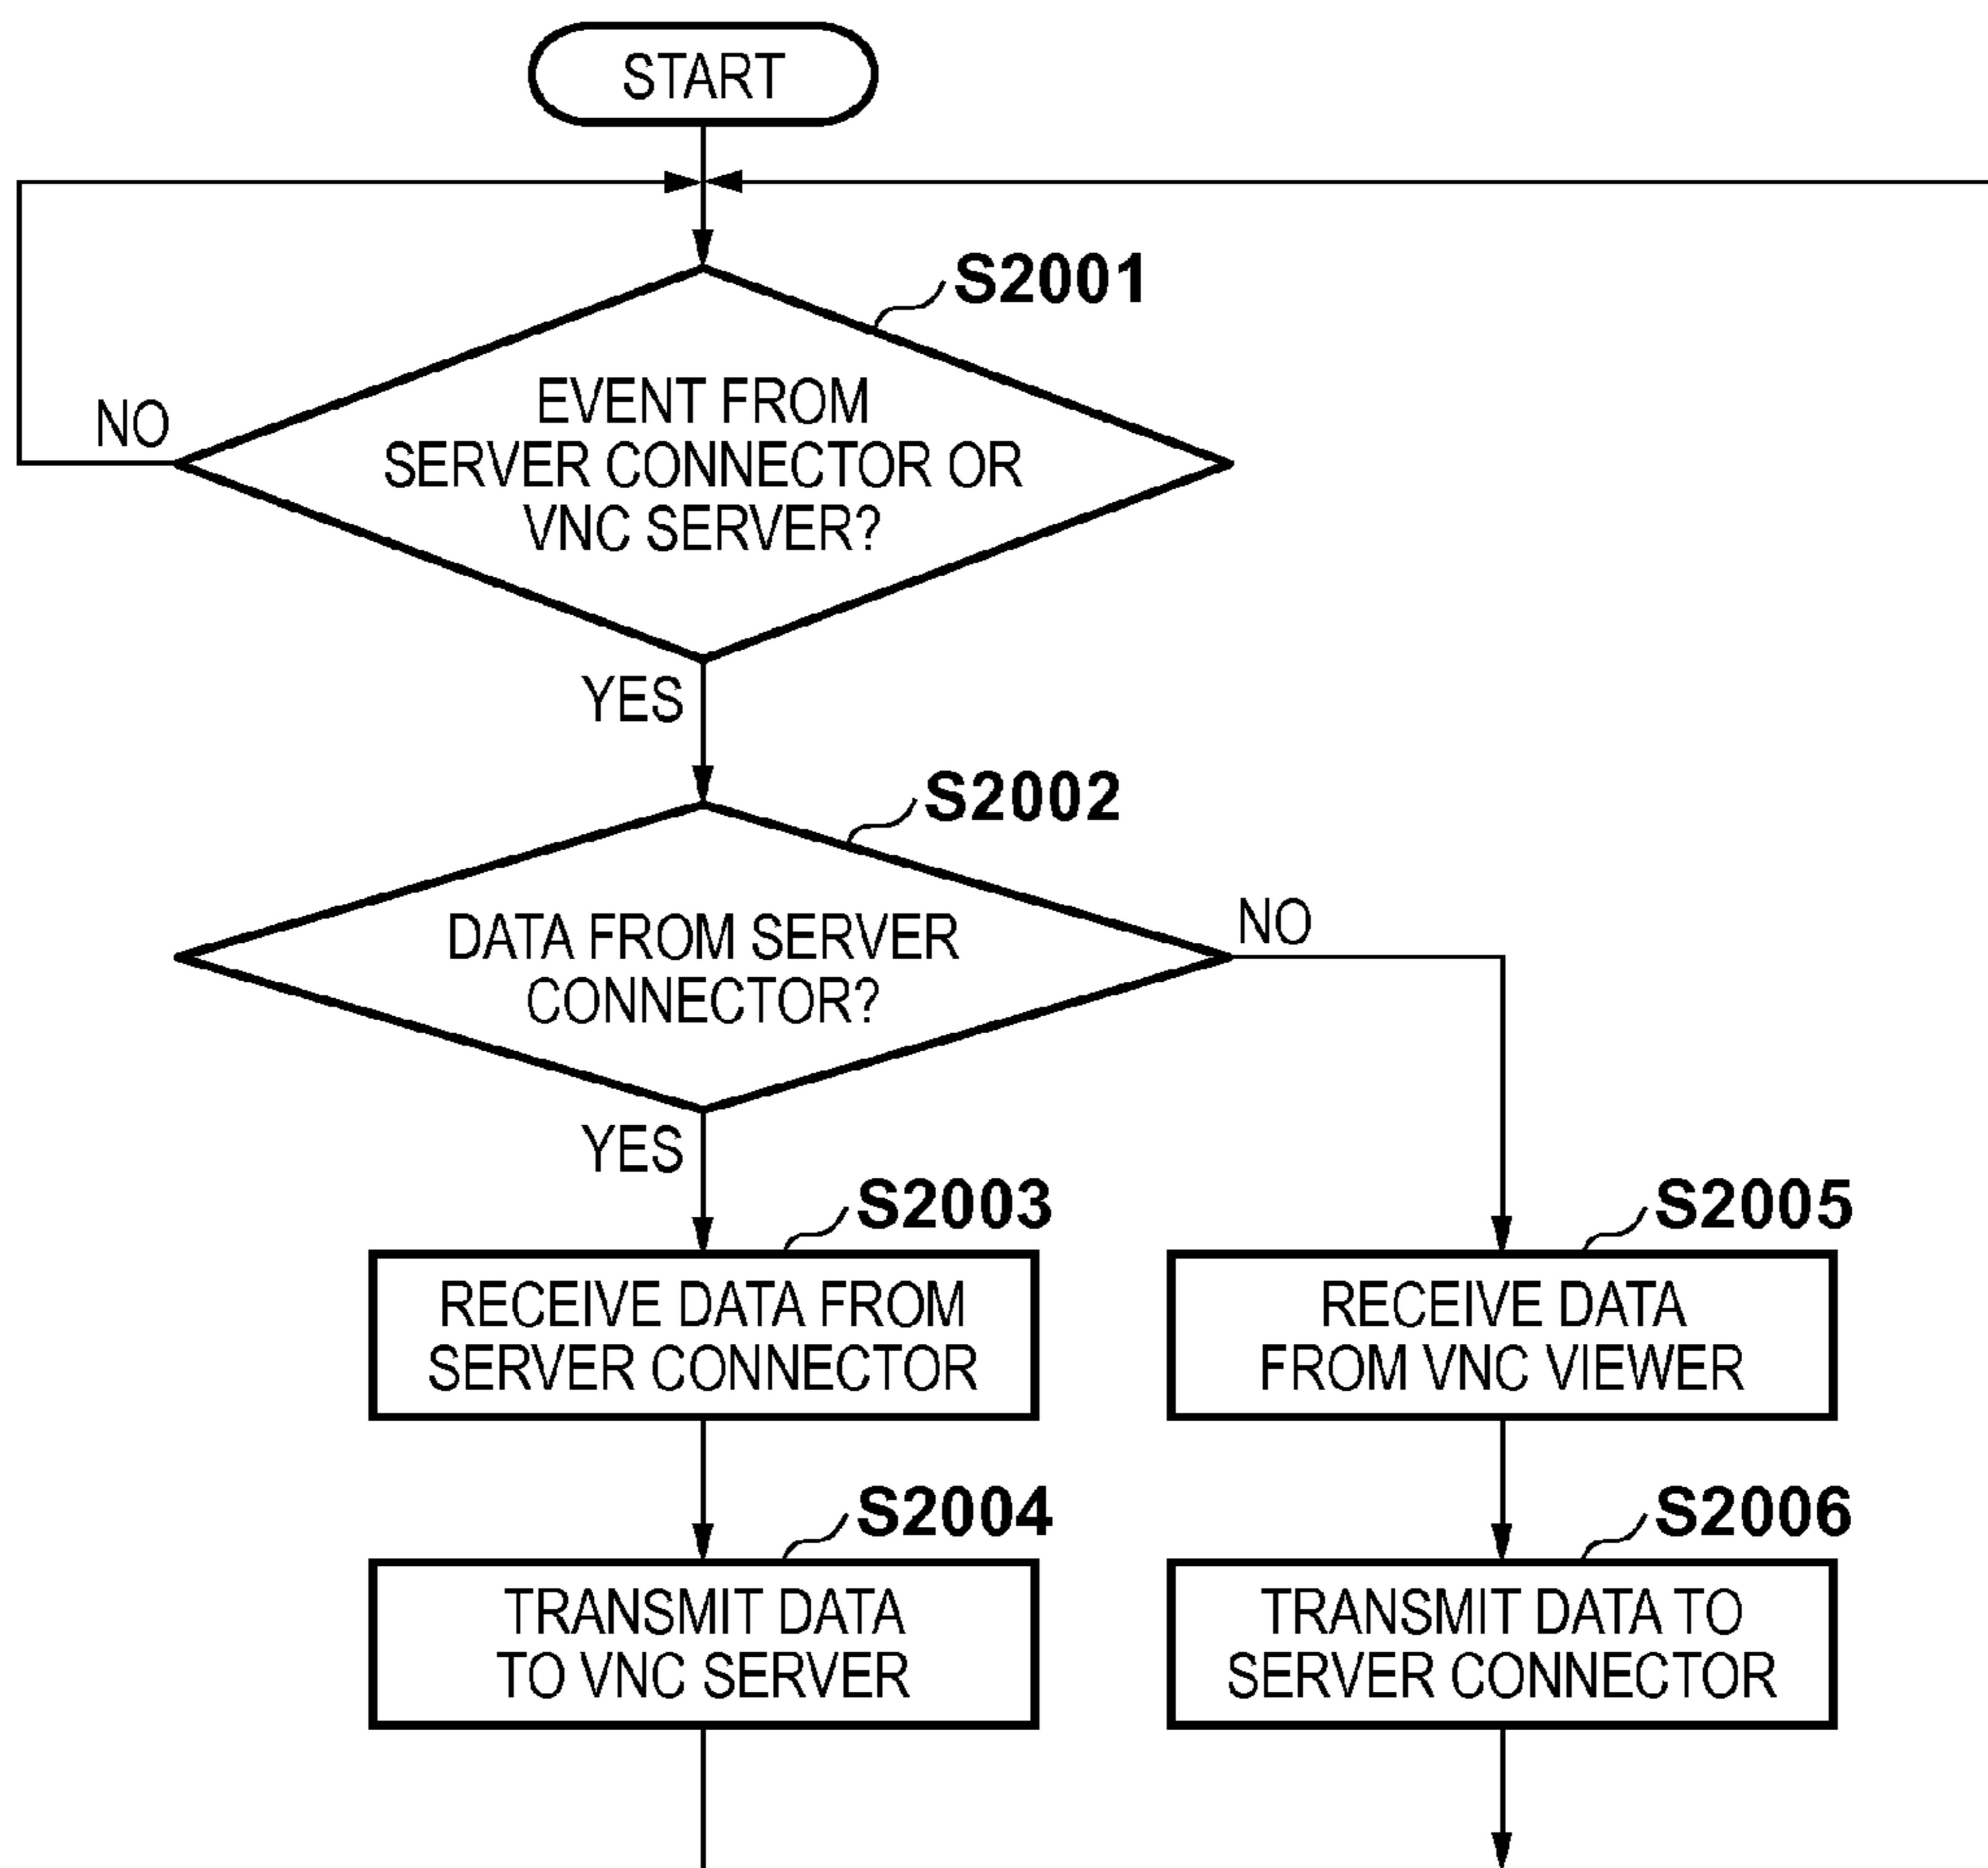 START
S2001
EVENT FROM
SERVER CONNECTOR OR
VNC SERVER?
NO
YES
S2002
DATA FROM SERVER
CONNECTOR?
NO
YES
S2003
RECEIVE DATA FROM
SERVER CONNECTOR
S2005
RECEIVE DATA
FROM VNC VIEWER
S2004
TRANSMIT DATA
TO VNC SERVER
S2006
TRANSMIT DATA TO
SERVER CONNECTOR